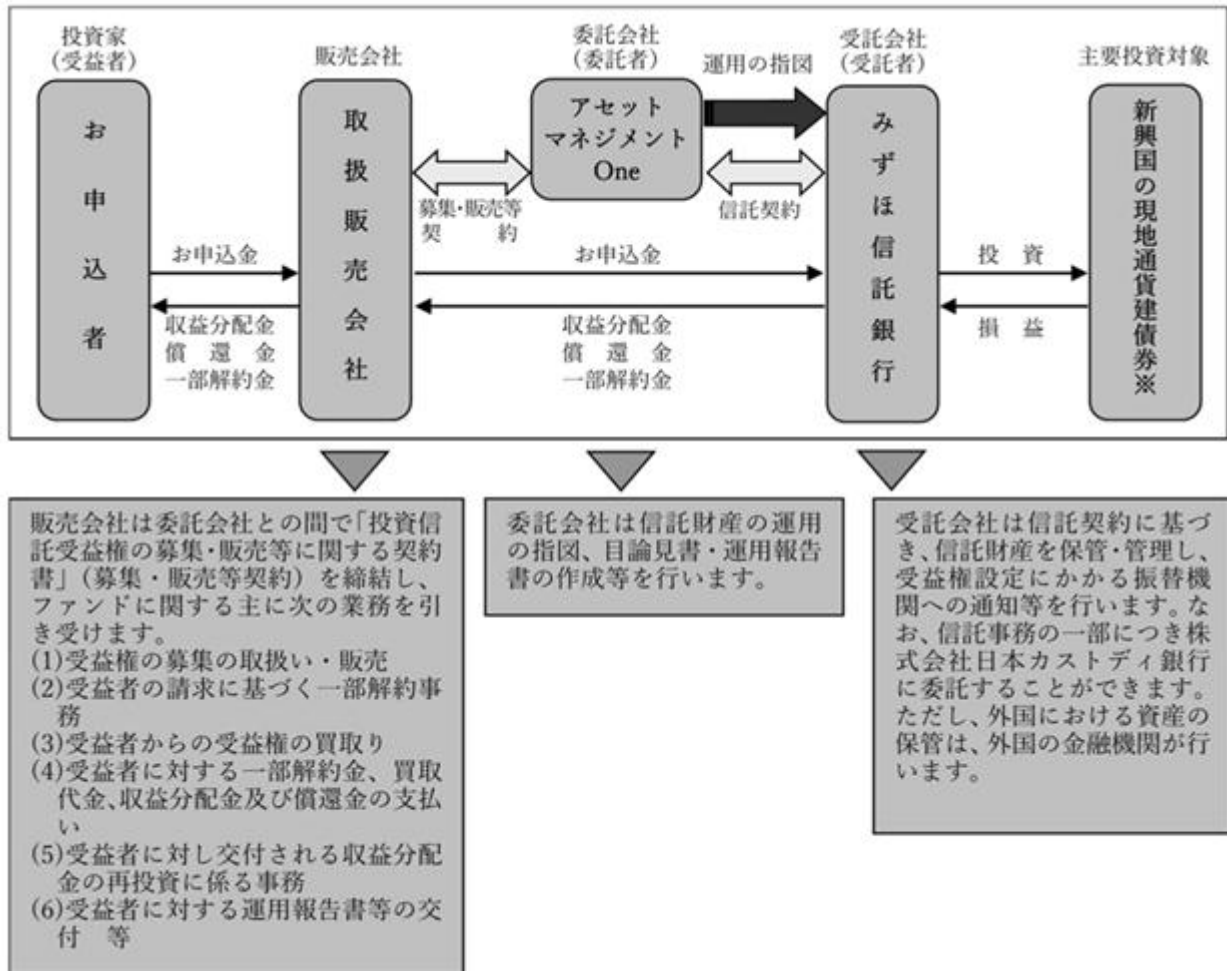 投資家
(受益者)
販売会社
委託会社
(委託者)
運用の指図
受託会社
(受託者)
主要投資対象
お申込者
取扱販売会社
アセット
マネジメント
One
みずほ信託銀行
新興国の現地通貨建債券※
募集・販売等
契　約
信託契約
お申込金
お申込金
投　資
収益分配金
償　還　金
一部解約金
収益分配金
償　還　金
一部解約金
損　益
販売会社は委託会社との間で「投資信
託受益権の募集・販売等に関する契約
書」（募集・販売等契約）を締結し、
ファンドに関する主に次の業務を引
き受けます。
(1)受益権の募集の取扱い・販売
(2)受益者の請求に基づく一部解約事
務
(3)受益者からの受益権の買取り
(4)受益者に対する一部解約金、買取
代金、収益分配金及び償還金の支払
い
(5)受益者に対し交付される収益分配
金の再投資に係る事務
(6)受益者に対する運用報告書等の交
付　等
委託会社は信託財産の運用
の指図、目論見書・運用報告
書の作成等を行います。
受託会社は信託契約に基づ
き、信託財産を保管・管理し、
受益権設定にかかる振替機
関への通知等を行います。な
お、信託事務の一部につき株
式会社日本カストディ銀行
に委託することができます。
ただし、外国における資産の
保管は、外国の金融機関が行
います。